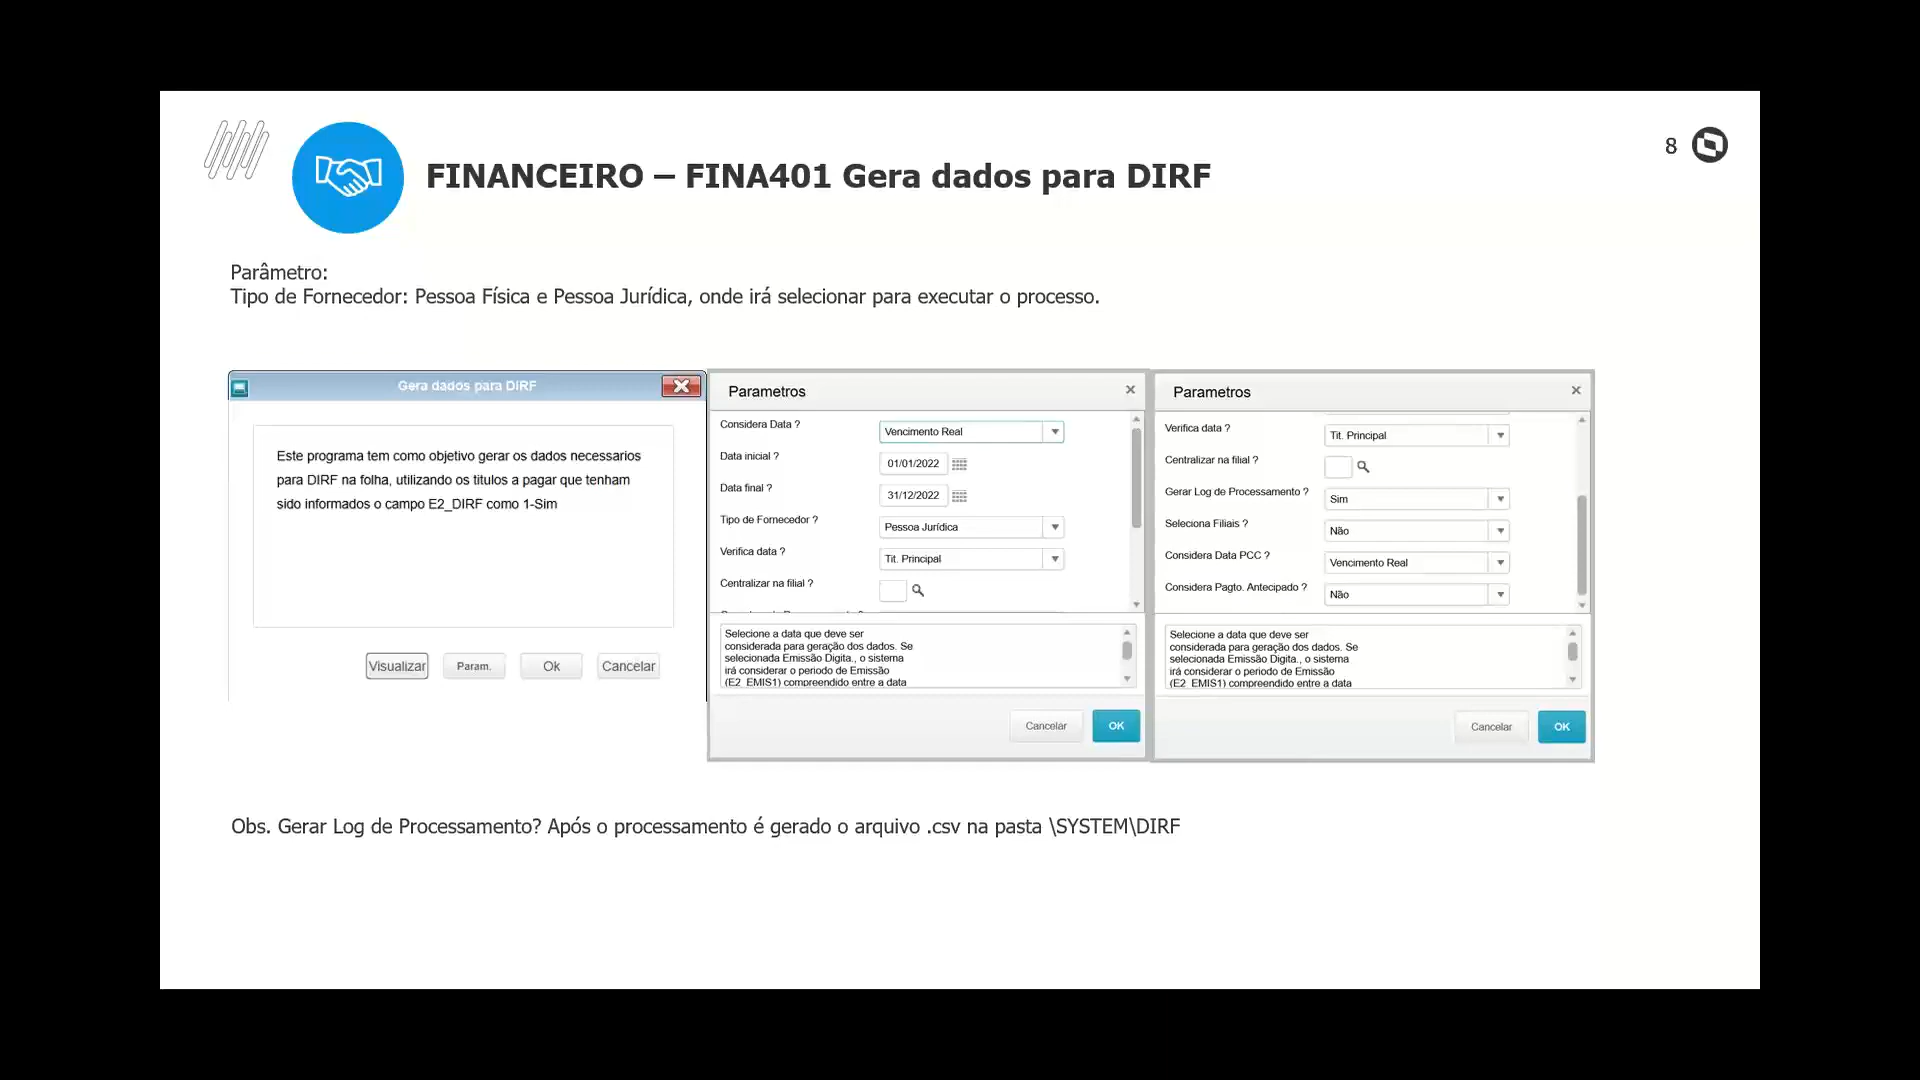 8
FINANCEIRO – FINA401 Gera dados para DIRF
Parâmetro:
Tipo de Fornecedor: Pessoa Física e Pessoa Jurídica, onde irá selecionar para executar o processo.
Gera dados para DIRF
Este programa tem como objetivo gerar os dados necessarios
para DIRF na folha, utilizando os titulos a pagar que tenham
sido informados o campo E2_DIRF como 1-Sim
Visualizar
Param.
Ok
Cancelar
Parametros
Considera Data ?
Vencimento Real
Data inicial ?
01/01/2022
Data final ?
31/12/2022
Tipo de Fornecedor ?
Pessoa Jurídica
Verifica data ?
Tit. Principal
Centralizar na filial ?
Selecione a data que deve ser
considerada para geração dos dados. Se
selecionada Emissão Digita., o sistema
irá considerar o periodo de Emissão
(E2_EMIS1) compreendido entre a data
Cancelar
OK
Parametros
Verifica data ?
Tit. Principal
Centralizar na filial ?
Gerar Log de Processamento ?
Sim
Seleciona Filiais ?
Não
Considera Data PCC ?
Vencimento Real
Considera Pagto. Antecipado ?
Não
Selecione a data que deve ser
considerada para geração dos dados. Se
selecionada Emissão Digita., o sistema
irá considerar o periodo de Emissão
(E2_EMIS1) compreendido entre a data
Cancelar
OK
Obs. Gerar Log de Processamento? Após o processamento é gerado o arquivo .csv na pasta \SYSTEM\DIRF